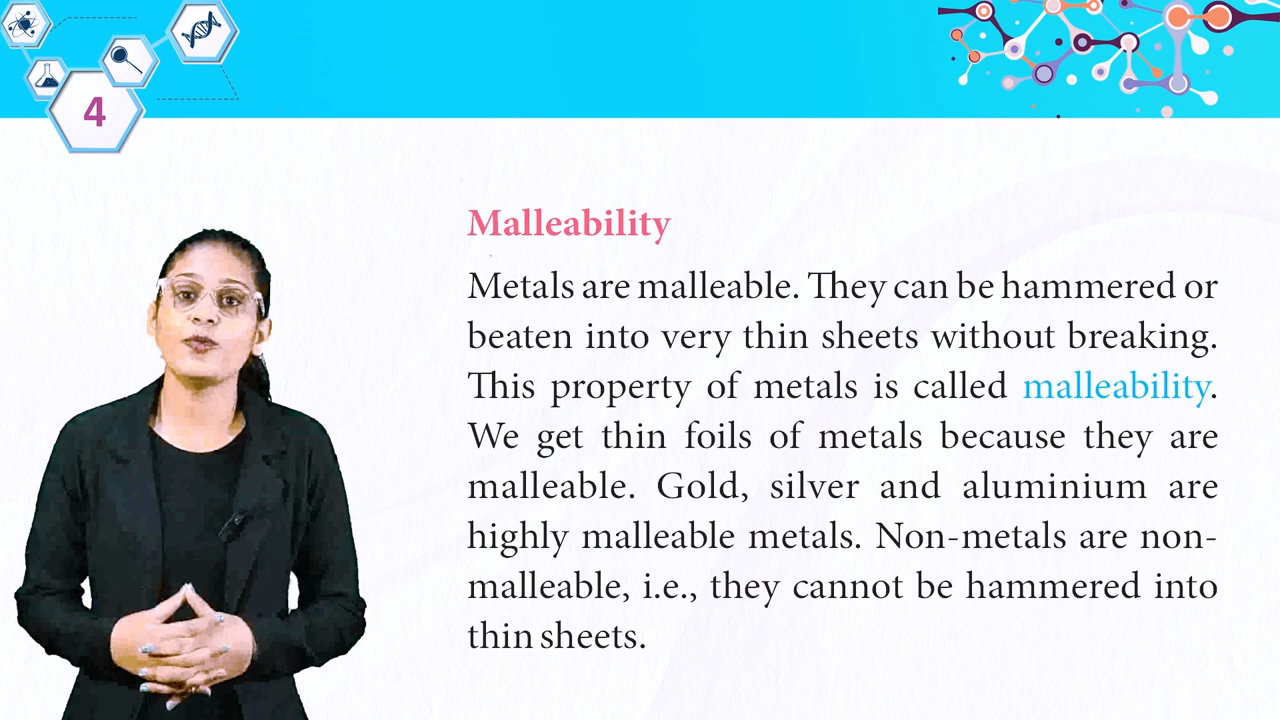 4
Malleability
Metals are malleable. They can be hammered or
beaten into very thin sheets without breaking.
This property of metals is called malleability.
We get thin foils of metals because they are
malleable. Gold, silver and aluminium are
highly malleable metals. Non-metals are non-
malleable, i.e., they cannot be hammered into
thin sheets.